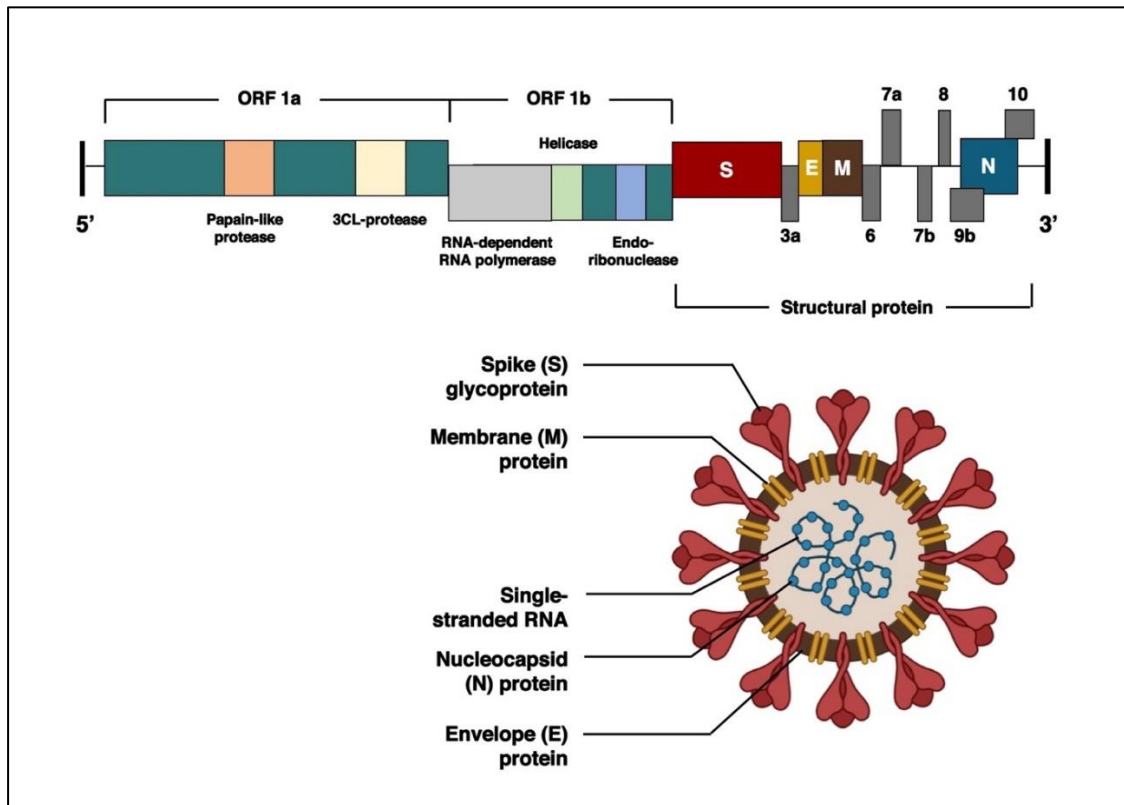 ORF 1a
ORF 1b
7a
8
10
Helicase
S
E
M
N
5’
3’
Papain-like
protease
3CL-protease
RNA-dependent
RNA polymerase
Endo-
ribonuclease
3a
6
7b
9b
Structural protein
Spike (S)
glycoprotein
Membrane (M)
protein
Single-
stranded RNA
Nucleocapsid
(N) protein
Envelope (E)
protein